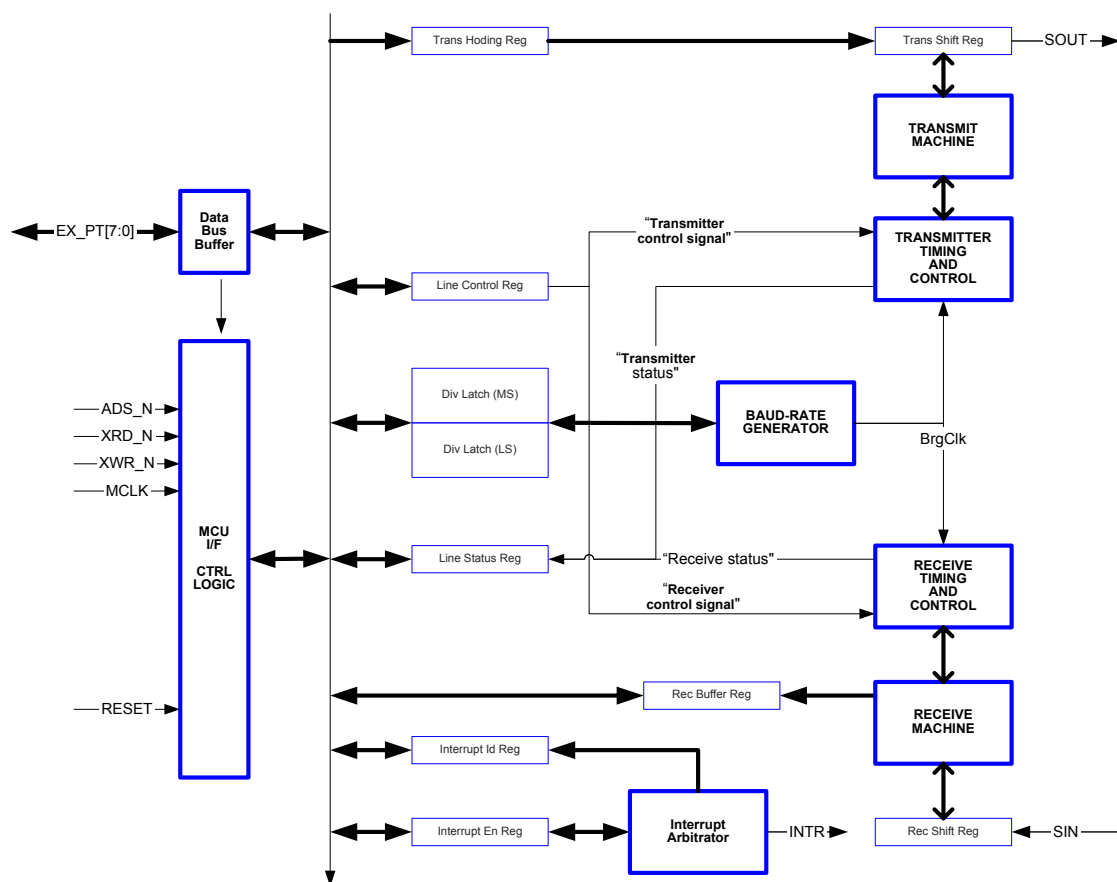 Trans Hoding Reg
Trans Shift Reg
SOUT
TRANSMIT
MACHINE
EX_PT[7:0]
Data
Bus
Buffer
“Transmitter
control signal"
TRANSMITTER
TIMING
AND
CONTROL
Line Control Reg
“Transmitter
status"
Div Latch (MS)
Div Latch (LS)
BAUD-RATE
GENERATOR
BrgClk
ADS_N
XRD_N
XWR_N
MCLK
MCU
I/F
CTRL
LOGIC
RESET
Line Status Reg
“Receive status"
“Receiver
control signal"
RECEIVE
TIMING
AND
CONTROL
Rec Buffer Reg
RECEIVE
MACHINE
Interrupt Id Reg
Interrupt En Reg
Interrupt
Arbitrator
INTR
Rec Shift Reg
SIN